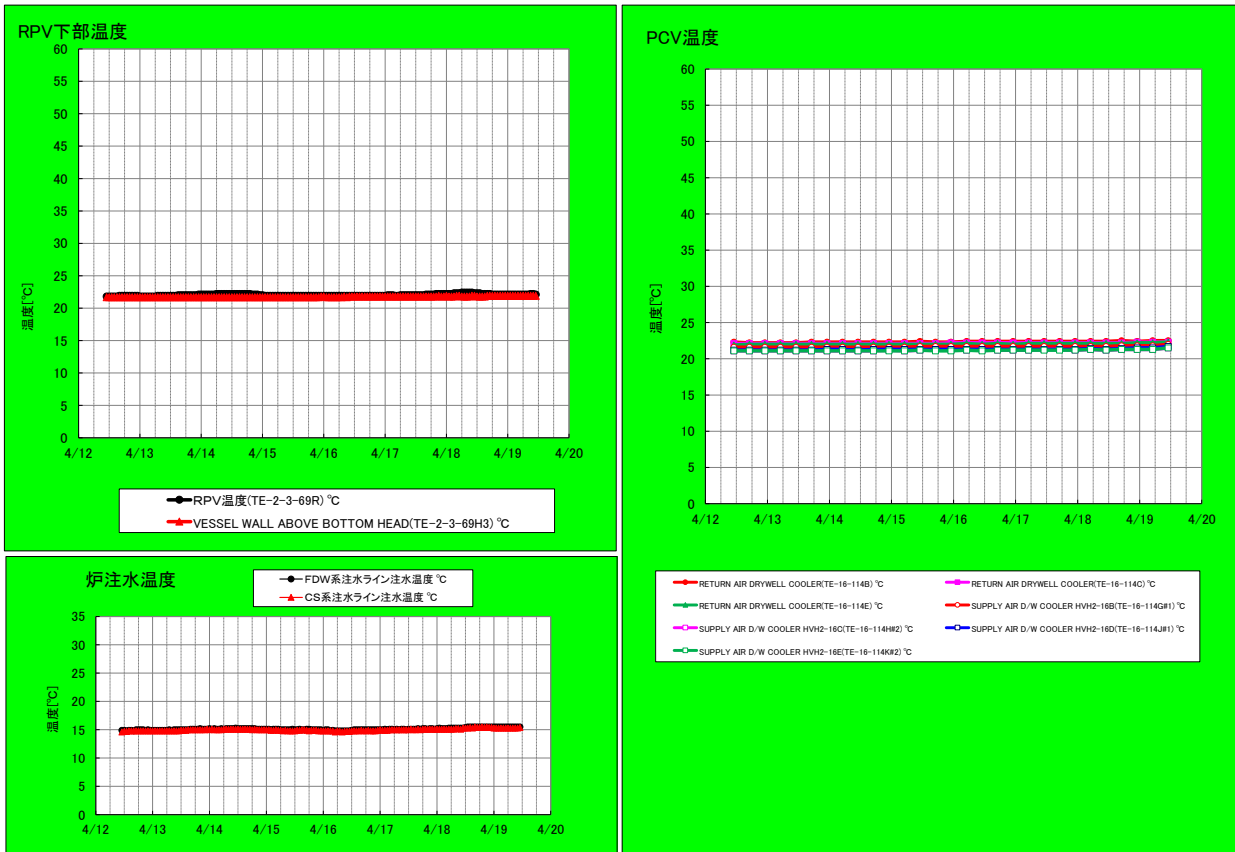 RPV下部温度
60
55
50
45
40
35
30
25
20
15
10
5
0
温度[℃]
4/12 4/13 4/14 4/15 4/16 4/17 4/18 4/19 4/20
RPV温度(TE-2-3-69R) ℃
VESSEL WALL ABOVE BOTTOM HEAD(TE-2-3-69H3) ℃
炉注水温度
FDW系注水ライン注水温度 ℃
CS系注水ライン注水温度 ℃
35
30
25
20
15
10
5
0
温度[℃]
4/12 4/13 4/14 4/15 4/16 4/17 4/18 4/19 4/20
PCV温度
60
55
50
45
40
35
30
25
20
15
10
5
0
温度[℃]
4/12 4/13 4/14 4/15 4/16 4/17 4/18 4/19 4/20
RETURN AIR DRYWELL COOLER(TE-16-114B) ℃
RETURN AIR DRYWELL COOLER(TE-16-114C) ℃
RETURN AIR DRYWELL COOLER(TE-16-114E) ℃
SUPPLY AIR D/W COOLER HVH2-16B(TE-16-114G#1) ℃
SUPPLY AIR D/W COOLER HVH2-16C(TE-16-114H#2) ℃
SUPPLY AIR D/W COOLER HVH2-16D(TE-16-114J#1) ℃
SUPPLY AIR D/W COOLER HVH2-16E(TE-16-114K#2) ℃